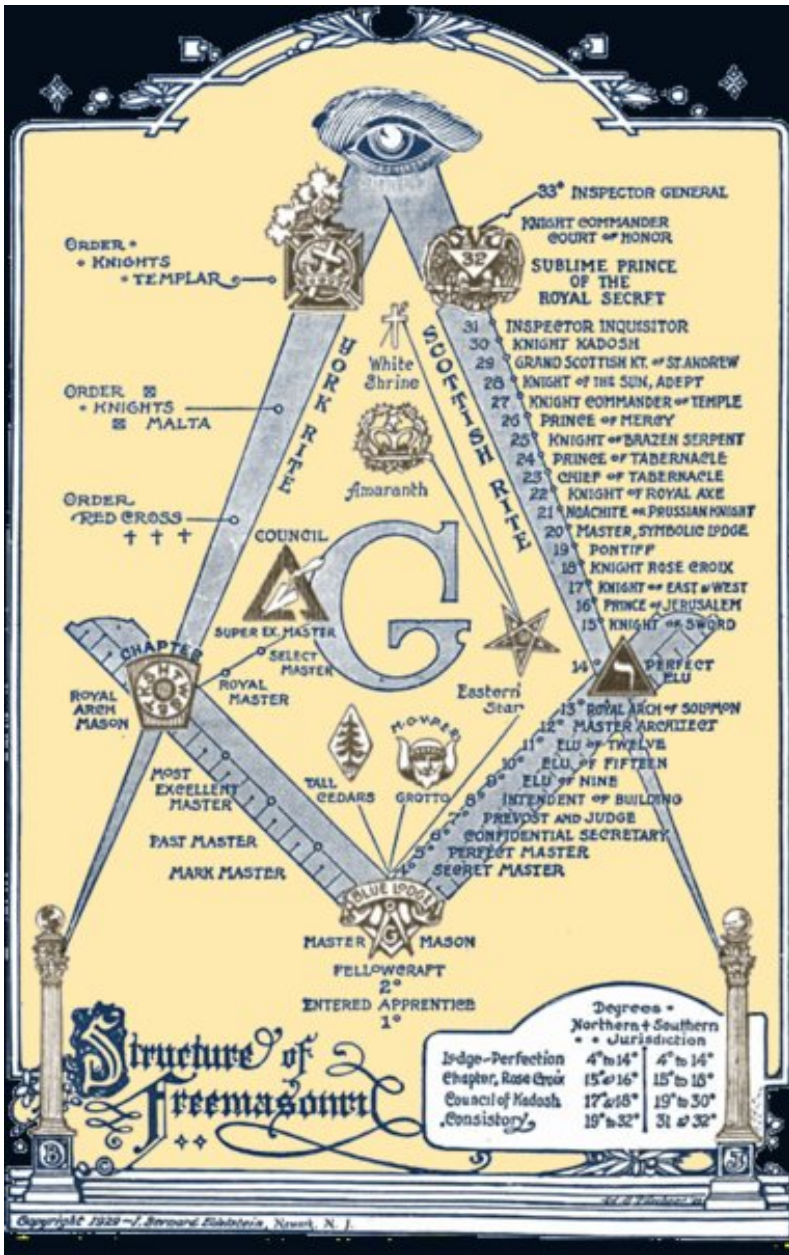 33° INSPECTOR GENERAL
KNIGHT COMMANDER
COURT OF HONOR
32
SUBLIME PRINCE
OF THE
ROYAL SECRET
ORDER
KNIGHTS
TEMPLAR
ORDER
KNIGHTS
MALTA
ORDER
RED CROSS
YORK RITE
SCOTTISH RITE
White
Shrine
Amaranth
31 INSPECTOR INQUISITOR
30° KNIGHT KADOSH
29 GRAND SCOTTISH KT. OF ST. ANDREW
28° KNIGHT OF THE SUN, ADEPT
27° KNIGHT COMMANDER OF TEMPLE
26° PRINCE OF MERCY
25° KNIGHT OF BRAZEN SERPENT
24° PRINCE OF TABERNACLE
23° CHIEF OF TABERNACLE
22° KNIGHT OF ROYAL AXE
21° NOACHITE OR PRUSSIAN KNIGHT
20° MASTER, SYMBOLIC LODGE
19° PONTIFF
18° KNIGHT ROSE CROIX
17° KNIGHT OF EAST & WEST
16° PRINCE OF JERUSALEM
15° KNIGHT OF SWORD
14° PERFECT
ELU
13° ROYAL ARCH OF SOLOMON
12° MASTER ARCHITECT
11° ELU OF TWELVE
10° ELU OF FIFTEEN
9° ELU OF NINE
8° INTENDENT OF BUILDING
7° PREVOST AND JUDGE
6° CONFIDENTIAL SECRETARY
5° PERFECT MASTER
4° SECRET MASTER
COUNCIL
G
SUPER EX. MASTER
SELECT
MASTER
ROYAL
MASTER
Eastern
Star
CHAPTER
HTWSSTKS
ROYAL
ARCH
MASON
MOST
EXCELLENT
MASTER
PAST MASTER
MARK MASTER
TALL
CEDARS
M.O.V.P.E.R.
GROTTO
BLUE LODGE
G
MASTER MASON
FELLOWCRAFT
2°
ENTERED APPRENTICE
1°
Structure of
Freemasonry
Degrees
Northern & Southern
Jurisdiction
Lodge-Perfection 4° to 14° 4° to 14°
Chapter, Rose Croix 15 & 16° 15° to 18°
Council of Kadosh 17 & 18° 19° to 30°
Consistory 19° to 32° 31 & 32°
B
J
Copyright 1929 - J. Bernard Edelstein, Newark, N. J.